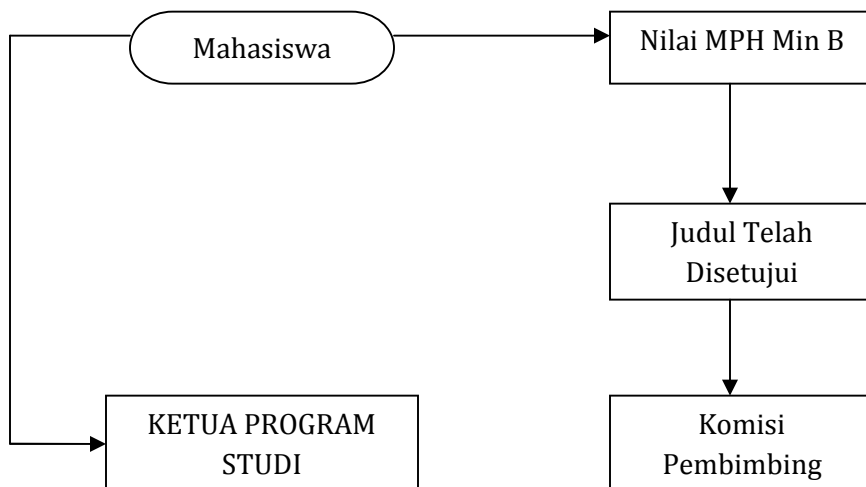 Mahasiswa
Nilai MPH Min B
Judul Telah
Disetujui
KETUA PROGRAM
STUDI
Komisi
Pembimbing